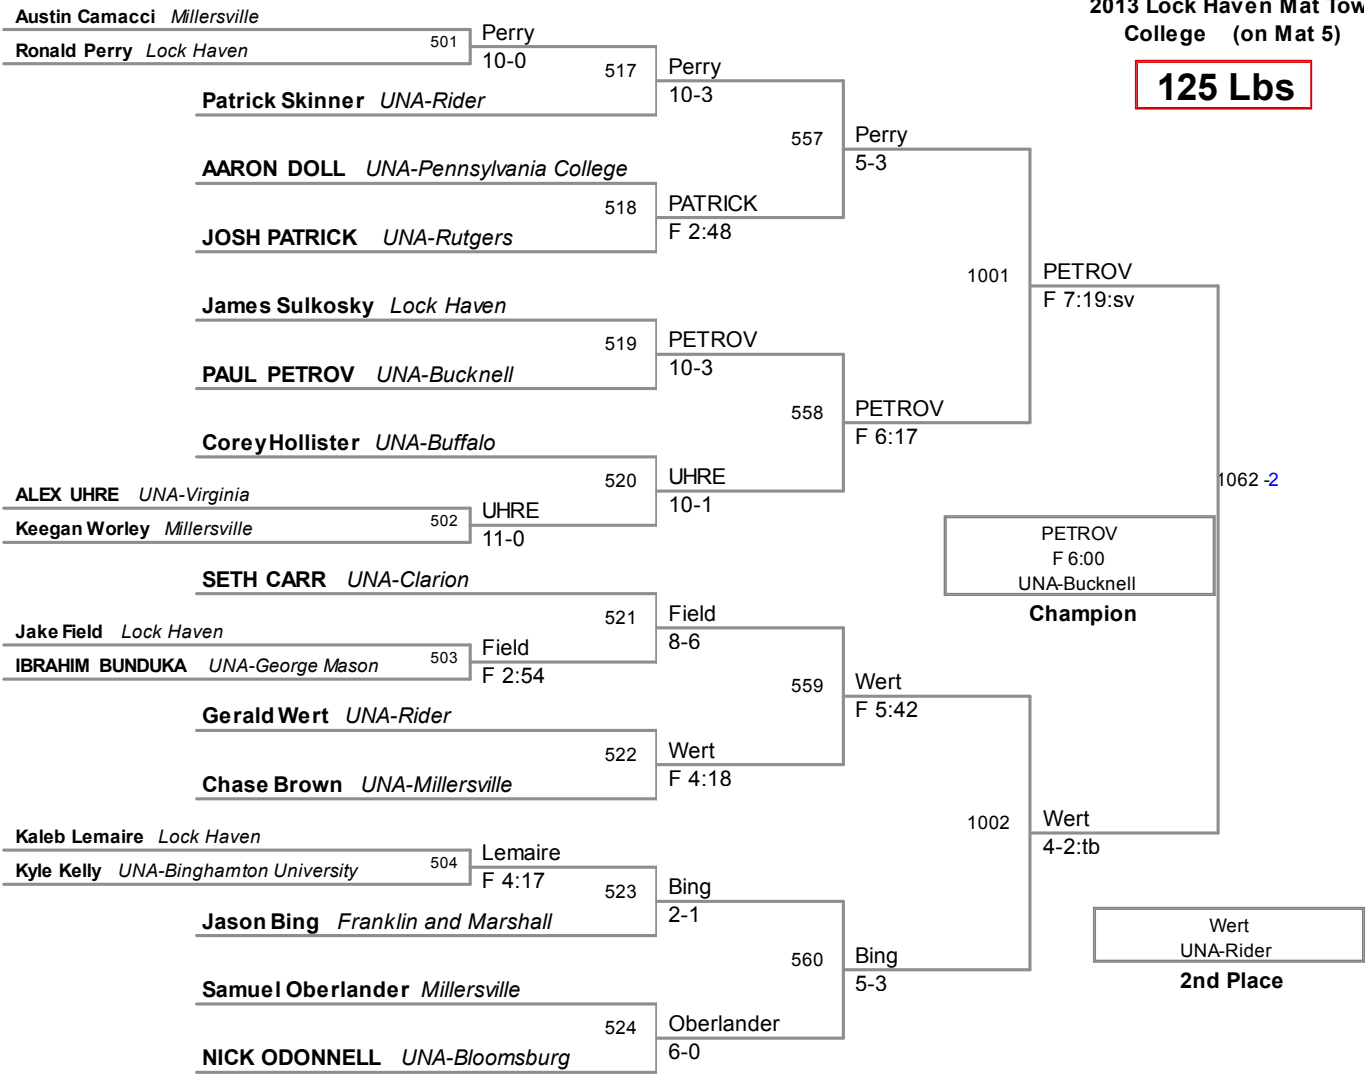 2013 Lock Haven Mat Tow
College (on Mat 5)
125 Lbs
Austin Camacci Millersville
501
Perry
Ronald Perry Lock Haven
10-0
517
Perry
10-3
Patrick Skinner UNA-Rider
557
Perry
5-3
AARON DOLL UNA-Pennsylvania College
518
PATRICK
F 2:48
JOSH PATRICK UNA-Rutgers
1001
PETROV
F 7:19:sv
James Sulkosky Lock Haven
519
PETROV
10-3
PAUL PETROV UNA-Bucknell
558
PETROV
F 6:17
Corey Hollister UNA-Buffalo
520
UHRE
10-1
ALEX UHRE UNA-Virginia
502
UHRE
Keegan Worley Millersville
11-0
1062 -2
PETROV
F 6:00
UNA-Bucknell
Champion
SETH CARR UNA-Clarion
521
Field
8-6
Jake Field Lock Haven
503
Field
IBRAHIM BUNDUKA UNA-George Mason
F 2:54
559
Wert
F 5:42
Gerald Wert UNA-Rider
522
Wert
F 4:18
Chase Brown UNA-Millersville
1002
Wert
4-2:tb
Kaleb Lemaire Lock Haven
504
Lemaire
Kyle Kelly UNA-Binghamton University
F 4:17
523
Bing
2-1
Jason Bing Franklin and Marshall
560
Bing
5-3
Samuel Oberlander Millersville
524
Oberlander
6-0
NICK ODONNELL UNA-Bloomsburg
Wert
UNA-Rider
2nd Place